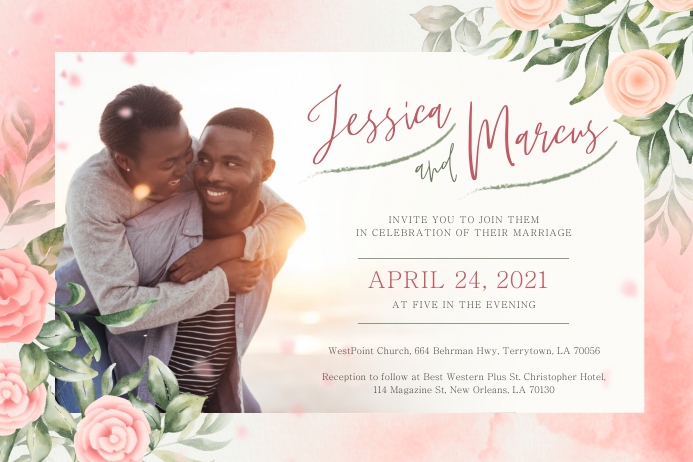 Jessica
and Marcus
INVITE YOU TO JOIN THEM
IN CELEBRATION OF THEIR MARRIAGE
APRIL 24, 2021
AT FIVE IN THE EVENING
WestPoint Church, 664 Behrman Hwy, Terrytown, LA 70056
Reception to follow at Best Western Plus St. Christopher Hotel,
114 Magazine St, New Orleans, LA 70130